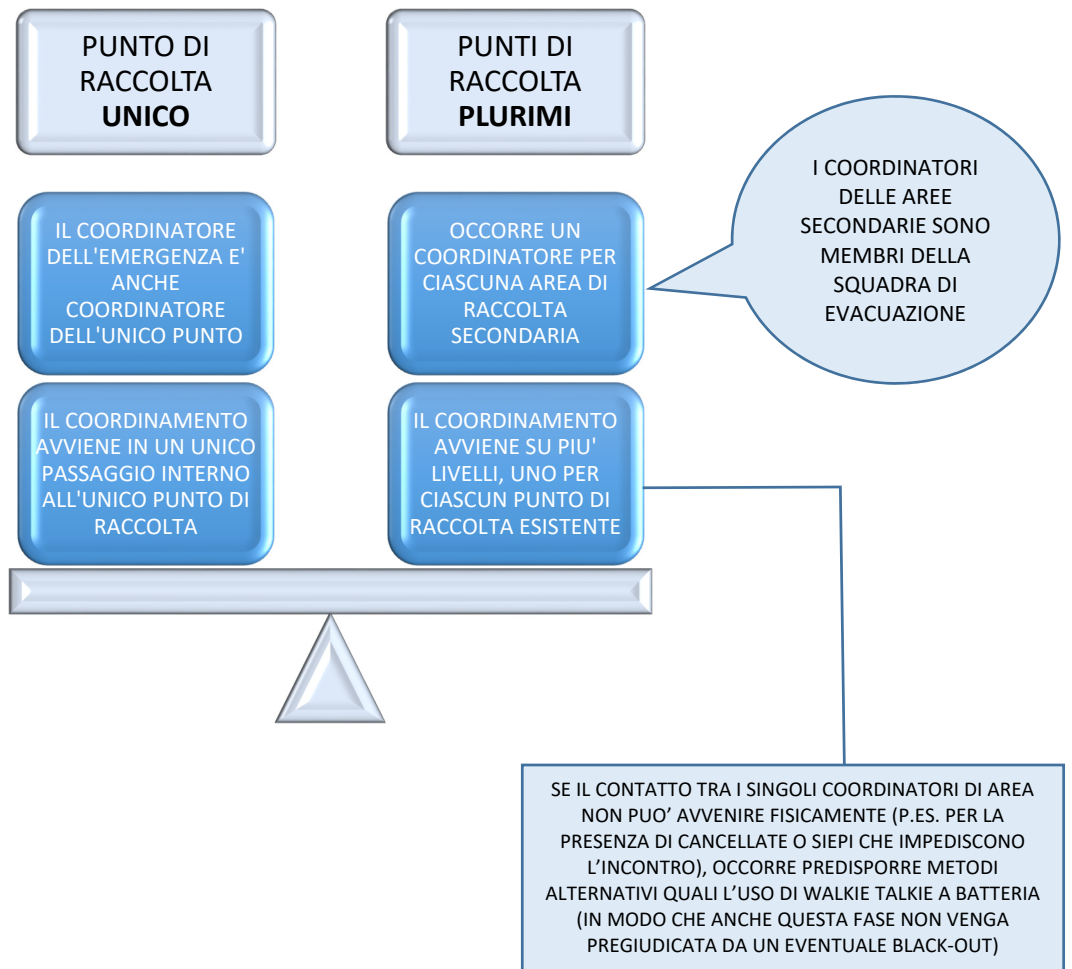 PUNTO DI
RACCOLTA
UNICO
PUNTI DI
RACCOLTA
PLURIMI
IL COORDINATORE
DELL'EMERGENZA E'
ANCHE
COORDINATORE
DELL'UNICO PUNTO
OCCORRE UN
COORDINATORE PER
CIASCUNA AREA DI
RACCOLTA
SECONDARIA
I COORDINATORI
DELLE AREE
SECONDARIE SONO
MEMBRI DELLA
SQUADRA DI
EVACUAZIONE
IL COORDINAMENTO
AVVIENE IN UN UNICO
PASSAGGIO INTERNO
ALL'UNICO PUNTO DI
RACCOLTA
IL COORDINAMENTO
AVVIENE SU PIU'
LIVELLI, UNO PER
CIASCUN PUNTO DI
RACCOLTA ESISTENTE
SE IL CONTATTO TRA I SINGOLI COORDINATORI DI AREA
NON PUO’ AVVENIRE FISICAMENTE (P.ES. PER LA
PRESENZA DI CANCELLATE O SIEPI CHE IMPEDISCONO
L’INCONTRO), OCCORRE PREDISPORRE METODI
ALTERNATIVI QUALI L’USO DI WALKIE TALKIE A BATTERIA
(IN MODO CHE ANCHE QUESTA FASE NON VENGA
PREGIUDICATA DA UN EVENTUALE BLACK-OUT)